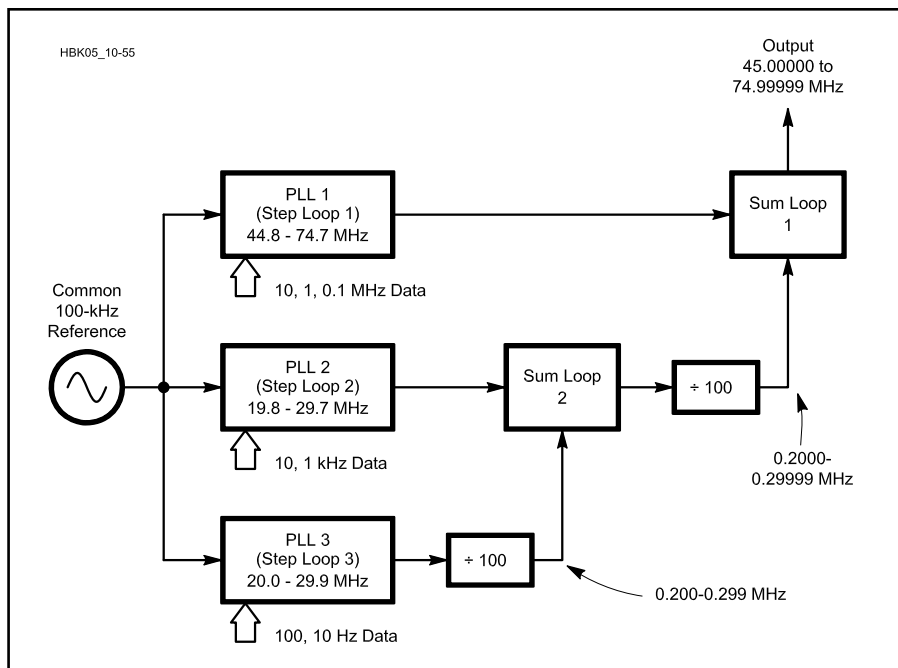 HBK05_10-55
Output
45.00000 to
74.99999 MHz
PLL 1
(Step Loop 1)
44.8 - 74.7 MHz
Sum Loop
1
10, 1, 0.1 MHz Data
Common
100-kHz
Reference
PLL 2
(Step Loop 2)
19.8 - 29.7 MHz
Sum Loop
2
÷ 100
10, 1 kHz Data
0.2000-
0.29999 MHz
PLL 3
(Step Loop 3)
20.0 - 29.9 MHz
÷ 100
0.200-0.299 MHz
100, 10 Hz Data